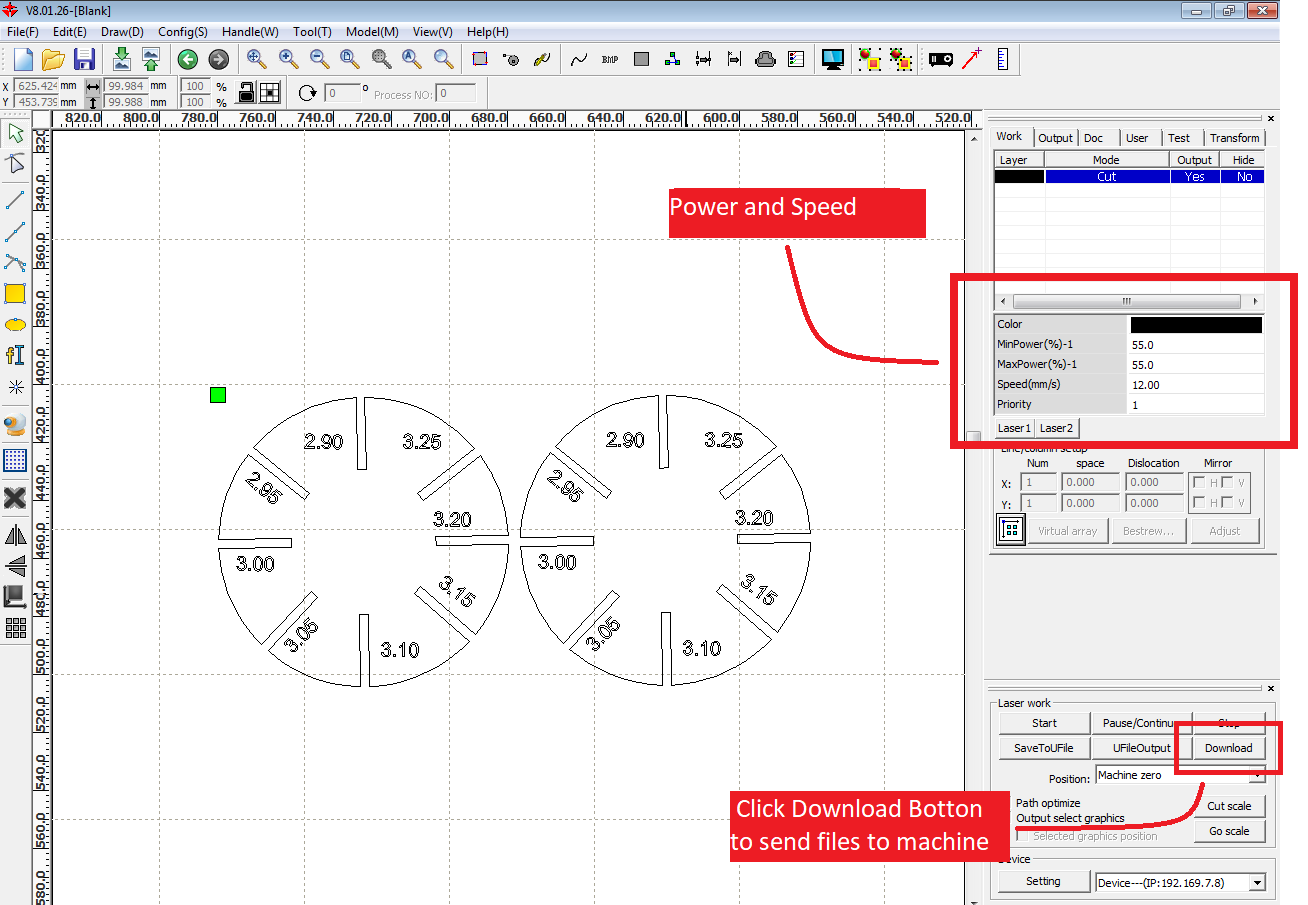 V8.01.26-[Blank]
File(F) Edit(E) Draw(D) Config(S) Handle(W) Tool(T) Model(M) View(V) Help(H)
BMP
X 625.424 mm 99.984 mm 100 %
Y 453.739 mm 99.988 mm 100 %
0 ° Process NO: 0
820.0 800.0 780.0 760.0 740.0 720.0 700.0 680.0 660.0 640.0 620.0 600.0 580.0 560.0 540.0 520.0
320
340.0
360.0
380.0
400.0
420.0
440.0
460.0
480.0
500.0
520.0
540.0
560.0
580.0
Power and Speed
2.90 3.25
2.95
3.20
3.00
3.15
3.05
3.10
2.90 3.25
2.95
3.20
3.00
3.15
3.05
3.10
Work Output Doc User Test Transform
Layer Mode Output Hide
Cut Yes No
Color
MinPower(%)-1 55.0
MaxPower(%)-1 55.0
Speed(mm/s) 12.00
Priority 1
Laser1 Laser2
Line/column setup
Num space Dislocation Mirror
X: 1 0.000 0.000 H V
Y: 1 0.000 0.000 H V
Virtual array Bestrew... Adjust
Laser work
Start Pause/Continu Stop
SaveToUFile UFileOutput Download
Position: Machine zero
Path optimize
Output select graphics
Selected graphics position
Cut scale
Go scale
Click Download Botton
to send files to machine
Device
Setting Device---(IP:192.169.7.8)